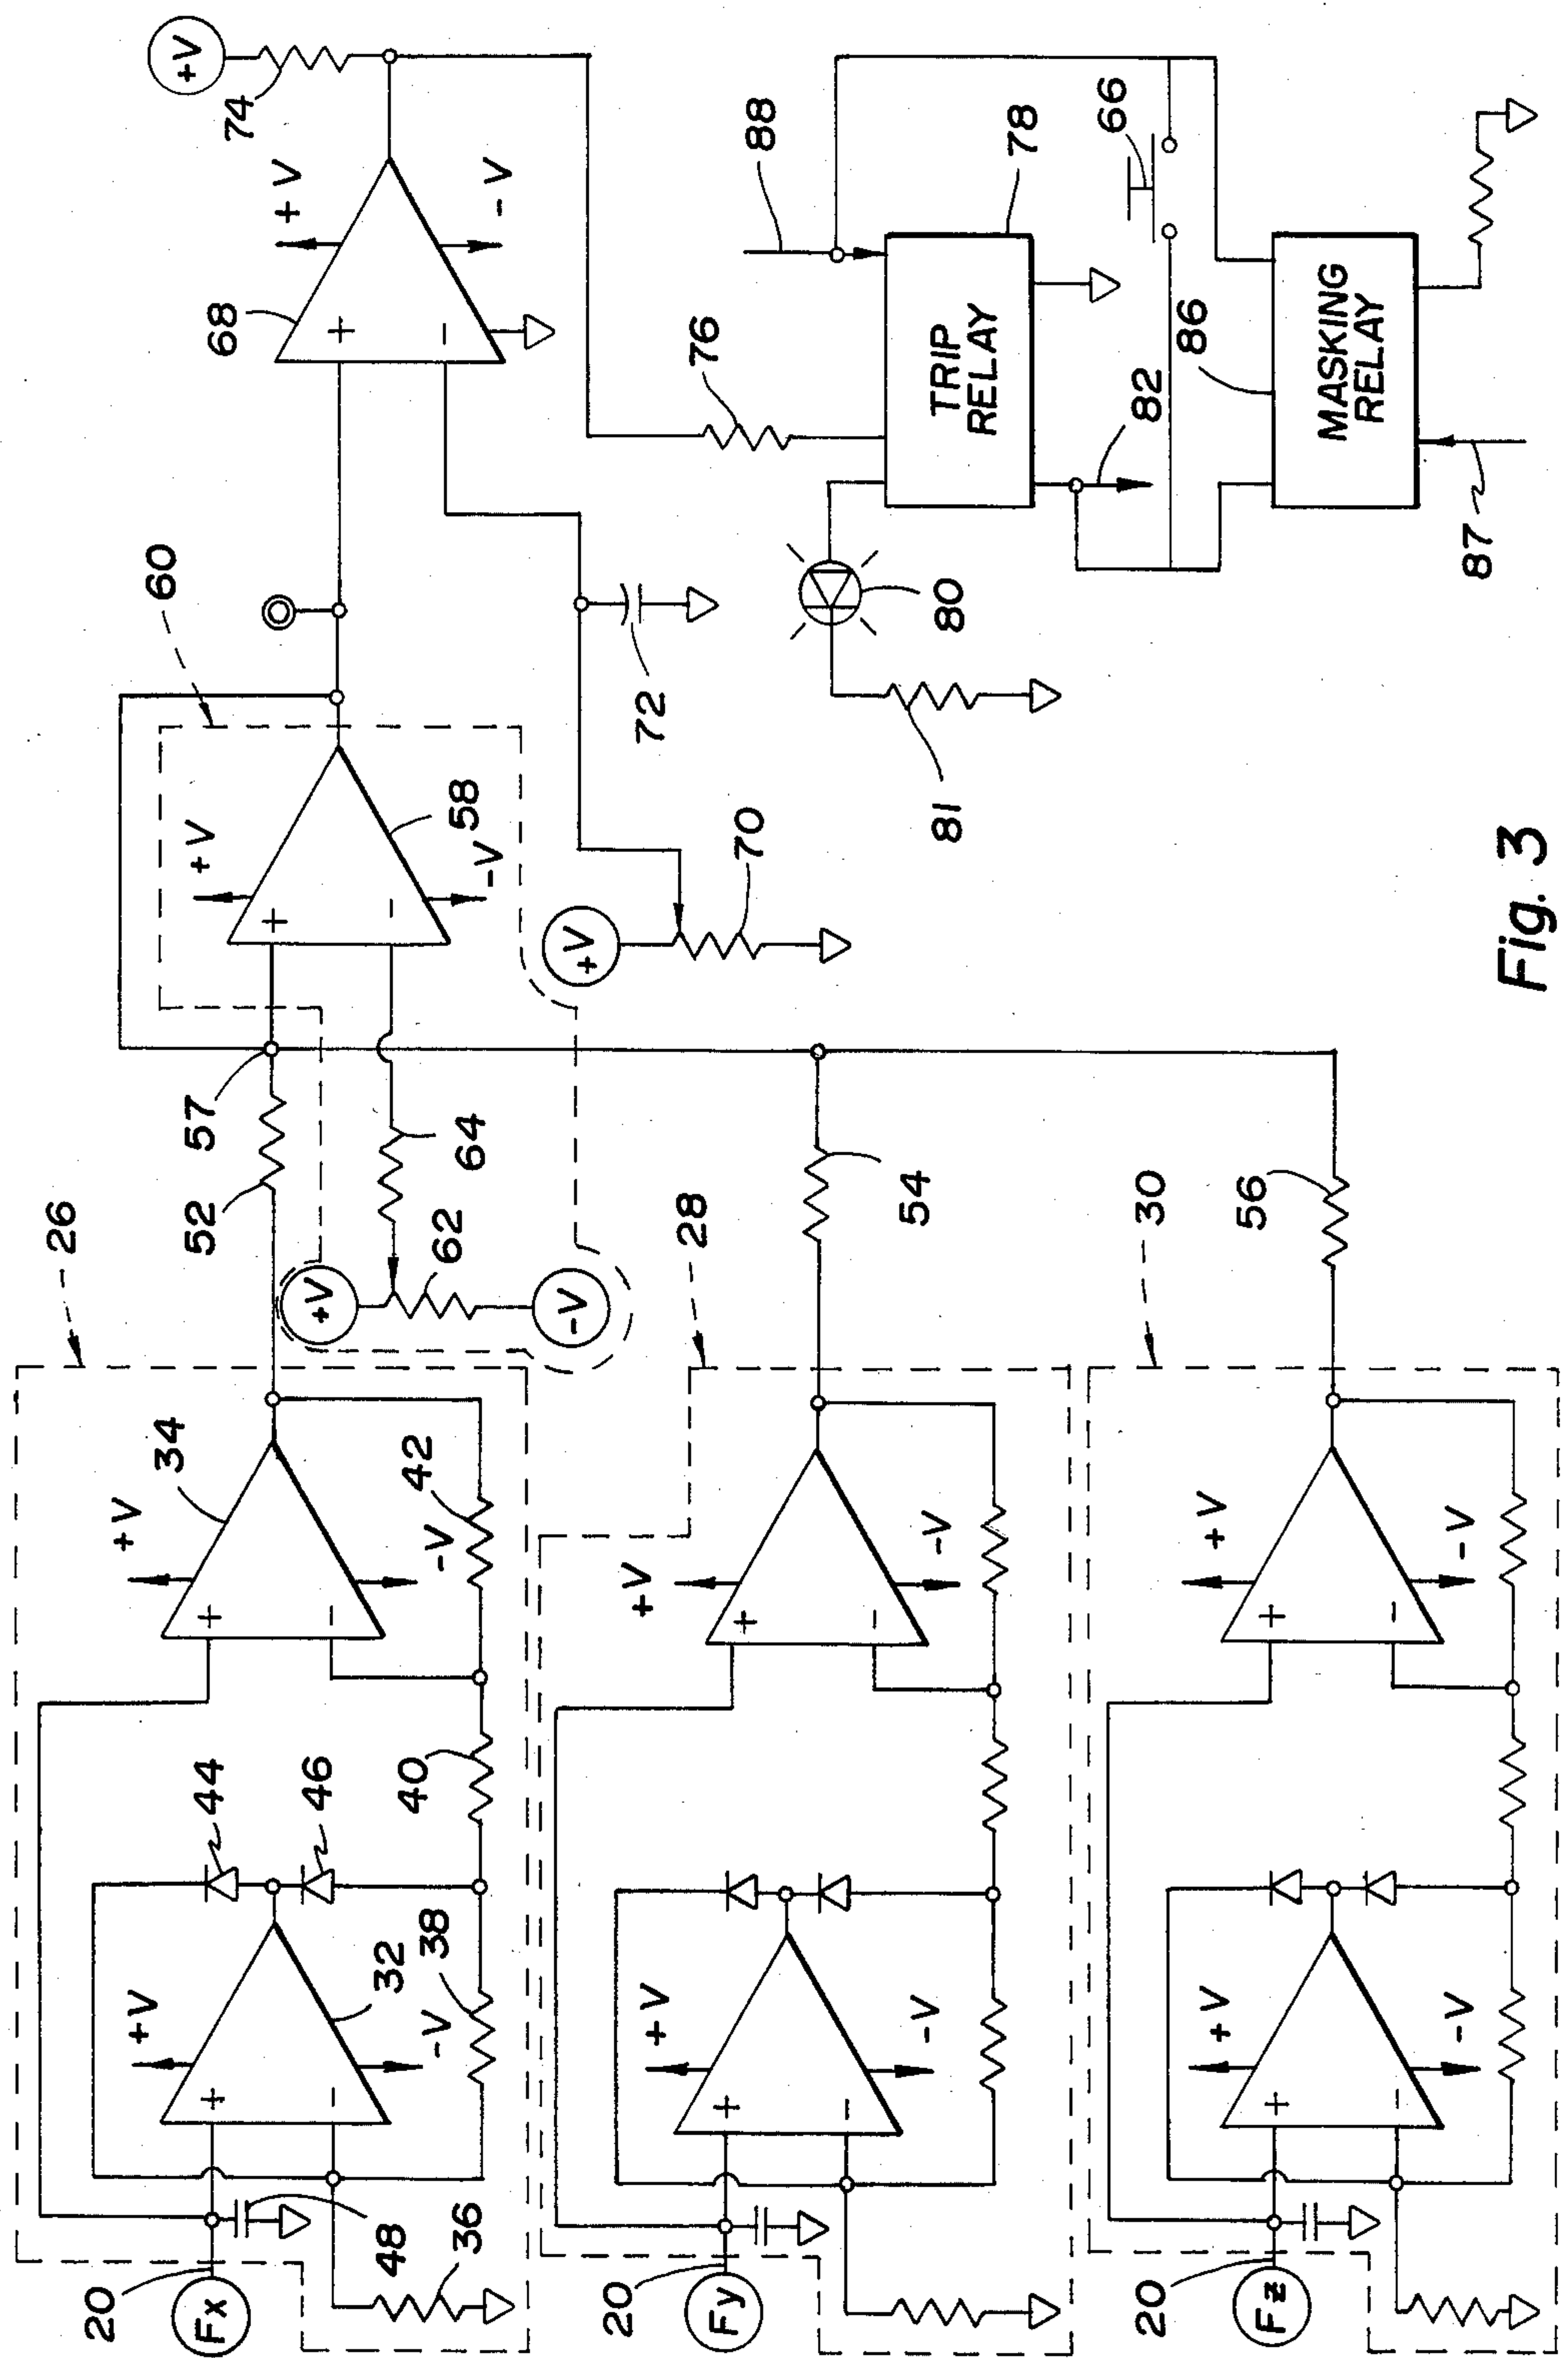 26
34
+V
+
-
-V
42
44
46
40
32
38
+V
+
-
-V
48
36
20
Fx
52
57
60
+V
+
-
-V
58
64
62
+V
-V
68
+V
+
-
-V
74
+V
72
70
+V
76
88
78
TRIP
RELAY
80
81
82
66
86
MASKING
RELAY
87
28
54
+V
+
-
-V
+V
+
-
-V
20
Fy
30
56
+V
+
-
-V
+V
+
-
-V
20
Fz
Fig. 3